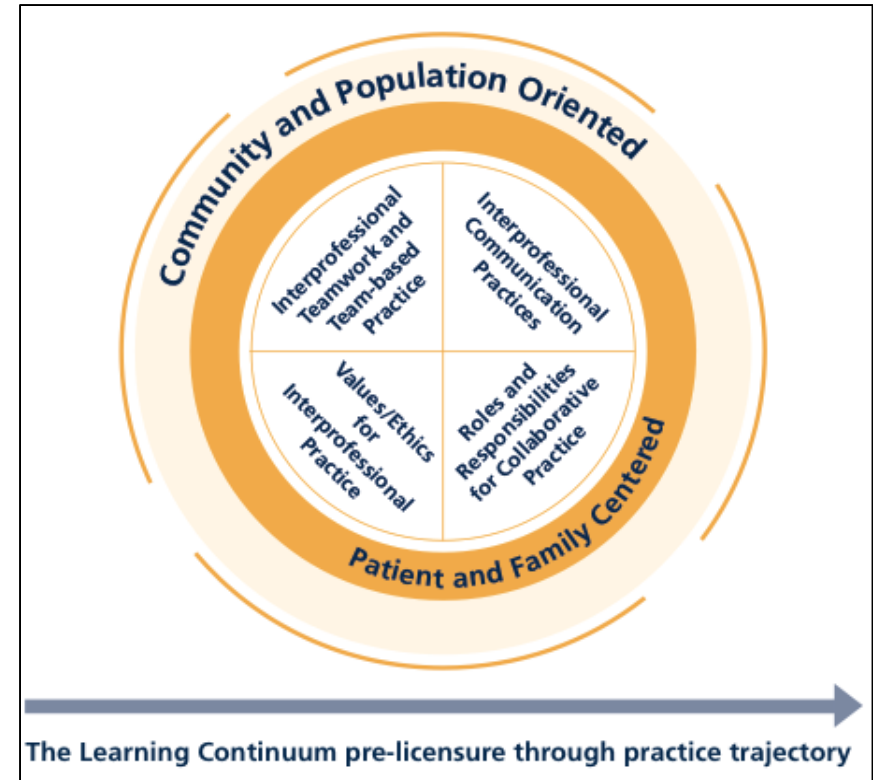 Community and Population Oriented
Interprofessional
Teamwork and
Team-based
Practice
Interprofessional
Communication
Practices
Values/Ethics
for
Interprofessional
Practice
Roles and
Responsibilities
for Collaborative
Practice
Patient and Family Centered
The Learning Continuum pre-licensure through practice trajectory